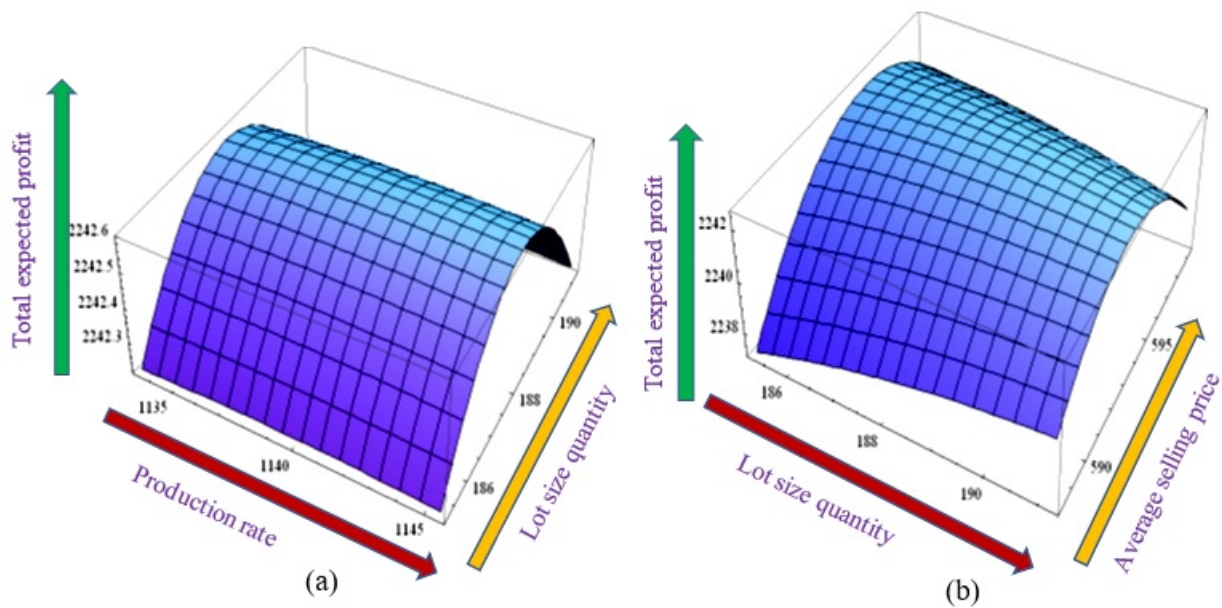 Total expected profit
2242.6
2242.5
2242.4
2242.3
1135
1140
1145
Production rate
186
188
190
Lot size quantity
(a)
Total expected profit
2242
2240
2238
186
188
190
Lot size quantity
590
595
Average selling price
(b)